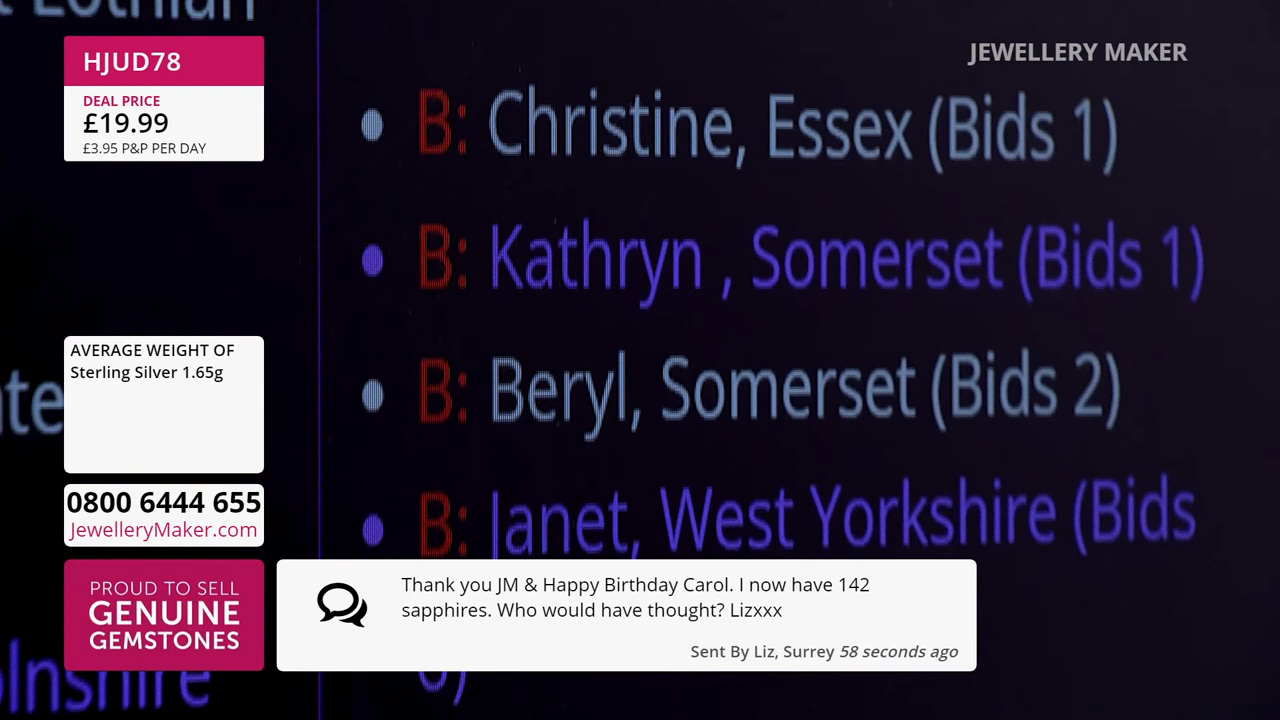 HJUD78
DEAL PRICE
£19.99
£3.95 P&P PER DAY
JEWELLERY MAKER
B: Christine, Essex (Bids 1)
B: Kathryn , Somerset (Bids 1)
B: Beryl, Somerset (Bids 2)
B: Janet, West Yorkshire (Bids
AVERAGE WEIGHT OF
Sterling Silver 1.65g
0800 6444 655
JewelleryMaker.com
PROUD TO SELL
GENUINE
GEMSTONES
Thank you JM & Happy Birthday Carol. I now have 142
sapphires. Who would have thought? Lizxxx
Sent By Liz, Surrey 58 seconds ago